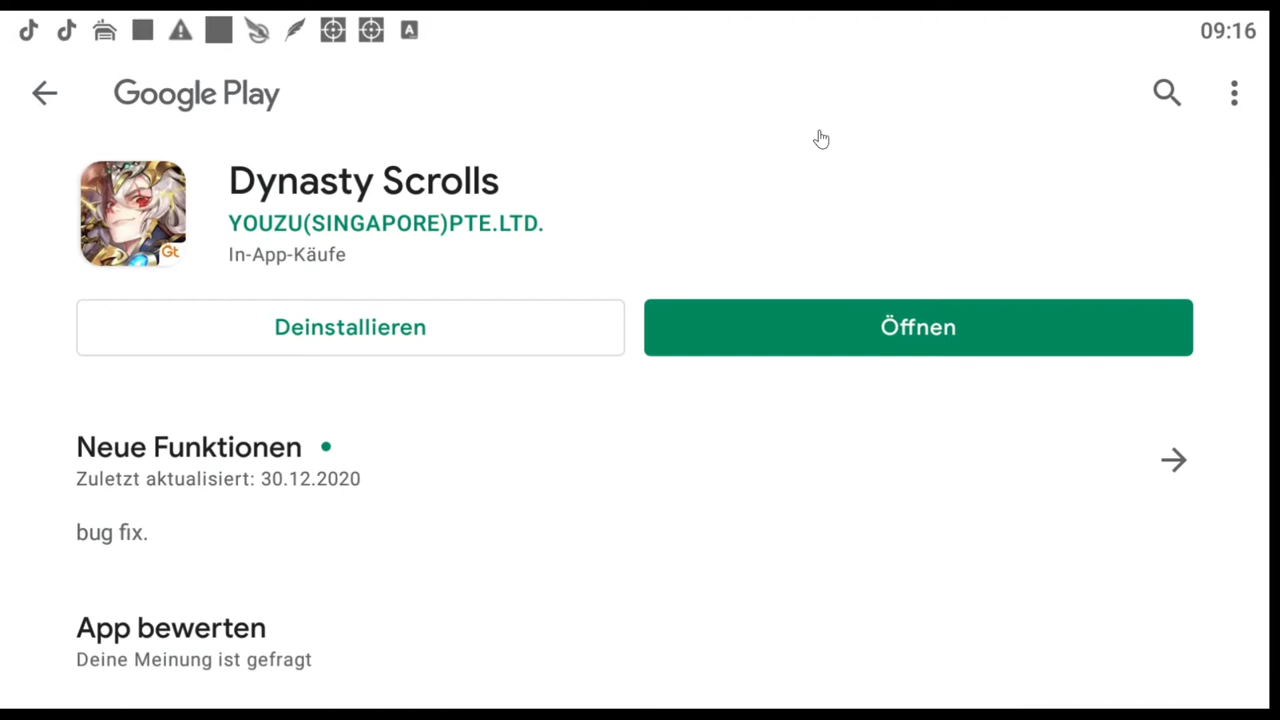 09:16
Google Play
Dynasty Scrolls
YOUZU(SINGAPORE)PTE.LTD.
In-App-Käufe
Gt
Deinstallieren
Öffnen
Neue Funktionen
Zuletzt aktualisiert: 30.12.2020
bug fix.
App bewerten
Deine Meinung ist gefragt